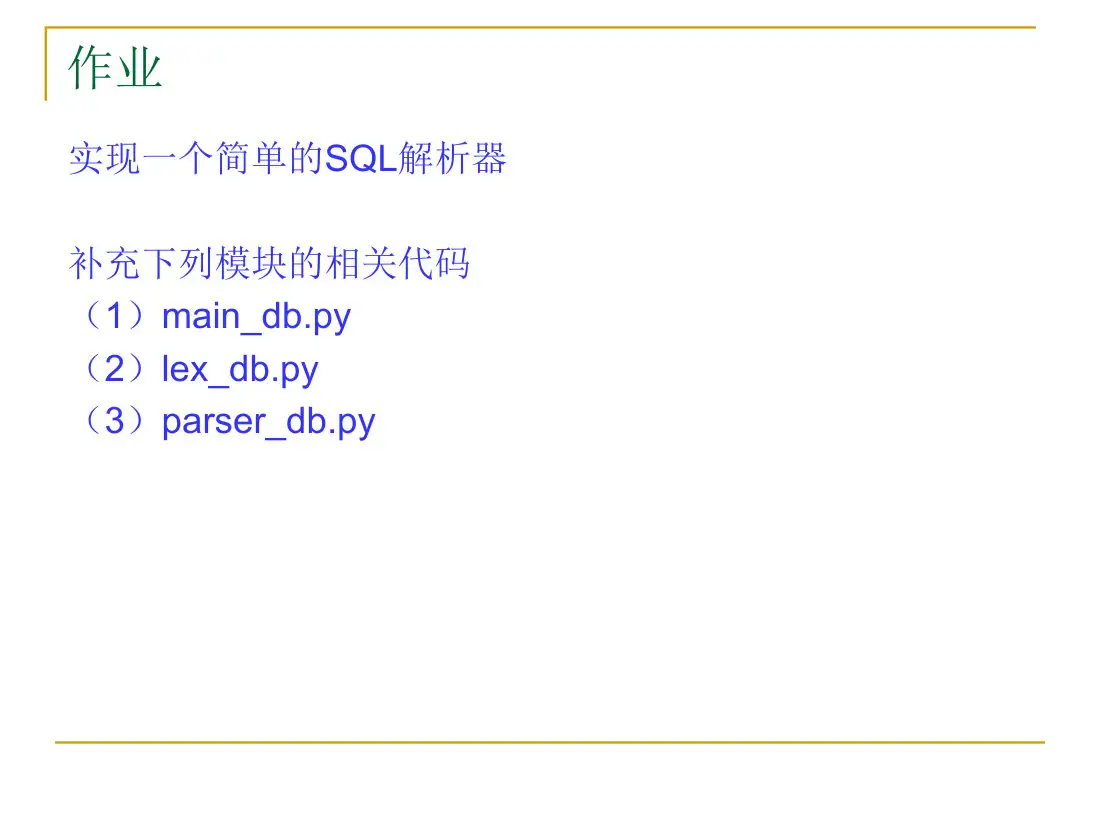 作业
实现一个简单的SQL解析器
补充下列模块的相关代码
（1）main_db.py
（2）lex_db.py
（3）parser_db.py